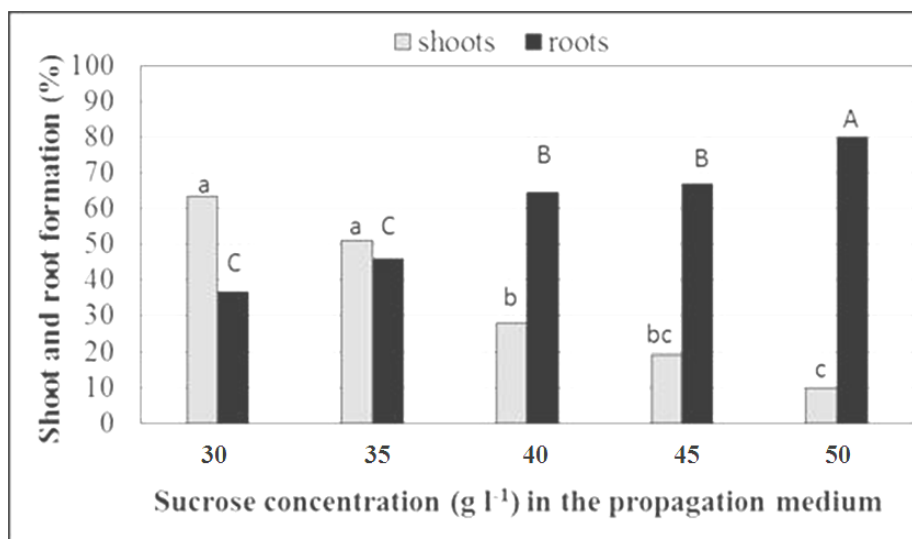 shoots roots
Shoot and root formation (%)
100
90
80
70
60
50
40
30
20
10
0
a
C
a
C
b
B
bc
B
c
A
30 35 40 45 50
Sucrose concentration (g l⁻¹) in the propagation medium